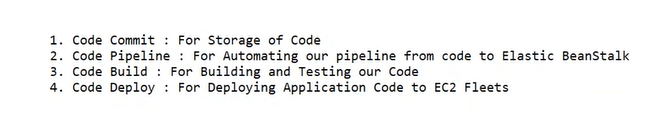 1. Code Commit : For Storage of Code
2. Code Pipeline : For Automating our pipeline from code to Elastic BeanStalk
3. Code Build : For Building and Testing our Code
4. Code Deploy : For Deploying Application Code to EC2 Fleets